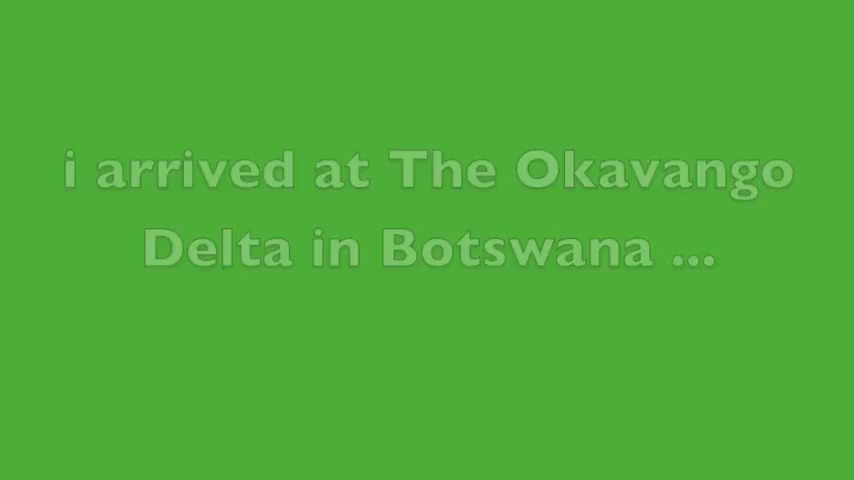 i arrived at The Okavango
Delta in Botswana ...